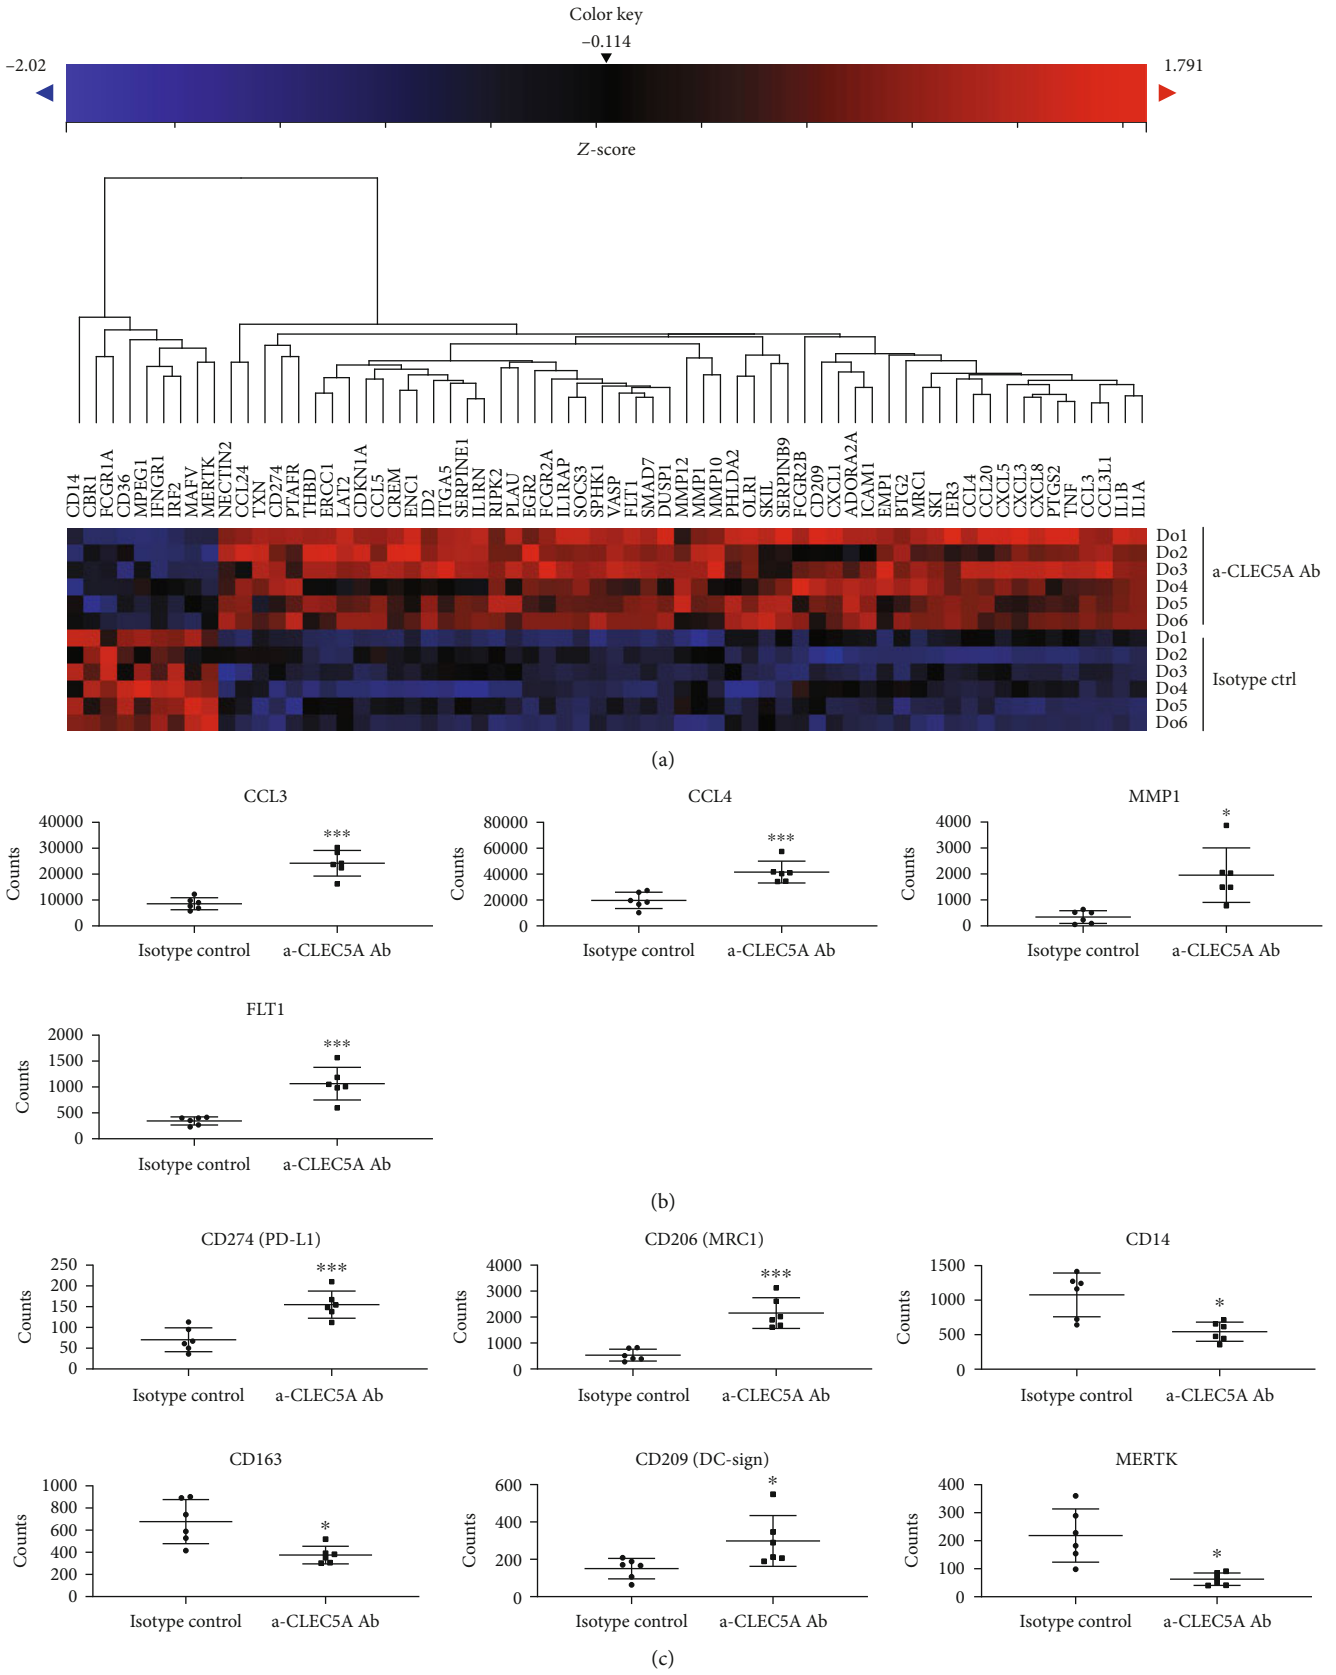 Color key
−0.114
−2.02
1.791
Z-score
CD14
CBR1
FCGR1A
CD36
MPEG1
IFNGR1
IRF2
MAFV
MERTK
NECTIN2
CCL24
TXN
CD274
PTAFR
THBD
ERCC1
LAT2
CDKN1A
CCL5
CREM
ENC1
ID2
ITGA5
SERPINE1
IL1RN
RIPK2
PLAU
EGR2
FCGR2A
IL1RAP
SOCS3
SPHK1
VASP
FLT1
SMAD7
DUSP1
MMP12
MMP1
MMP10
PHLDA2
OLR1
SKIL
SERPINB9
FCGR2B
CD209
CXCL1
ADORA2A
ICAM1
EMP1
BTG2
MRC1
SKI
IER3
CCL4
CCL20
CXCL5
CXCL3
CXCL8
PTGS2
TNF
CCL3
CCL3L1
IL1B
IL1A
Do1
Do2
Do3
Do4
Do5
Do6
a-CLEC5A Ab
Do1
Do2
Do3
Do4
Do5
Do6
Isotype ctrl
(a)
CCL3
Counts
40000
30000
20000
10000
0
***
Isotype control
a-CLEC5A Ab
CCL4
Counts
80000
60000
40000
20000
0
***
Isotype control
a-CLEC5A Ab
MMP1
Counts
4000
3000
2000
1000
0
*
Isotype control
a-CLEC5A Ab
FLT1
Counts
2000
1500
1000
500
0
***
Isotype control
a-CLEC5A Ab
(b)
CD274 (PD-L1)
Counts
250
200
150
100
50
0
***
Isotype control
a-CLEC5A Ab
CD206 (MRC1)
Counts
4000
3000
2000
1000
0
***
Isotype control
a-CLEC5A Ab
CD14
Counts
1500
1000
500
0
*
Isotype control
a-CLEC5A Ab
CD163
Counts
1000
800
600
400
200
0
*
Isotype control
a-CLEC5A Ab
CD209 (DC-sign)
Counts
600
400
200
0
*
Isotype control
a-CLEC5A Ab
MERTK
Counts
400
300
200
100
0
*
Isotype control
a-CLEC5A Ab
(c)